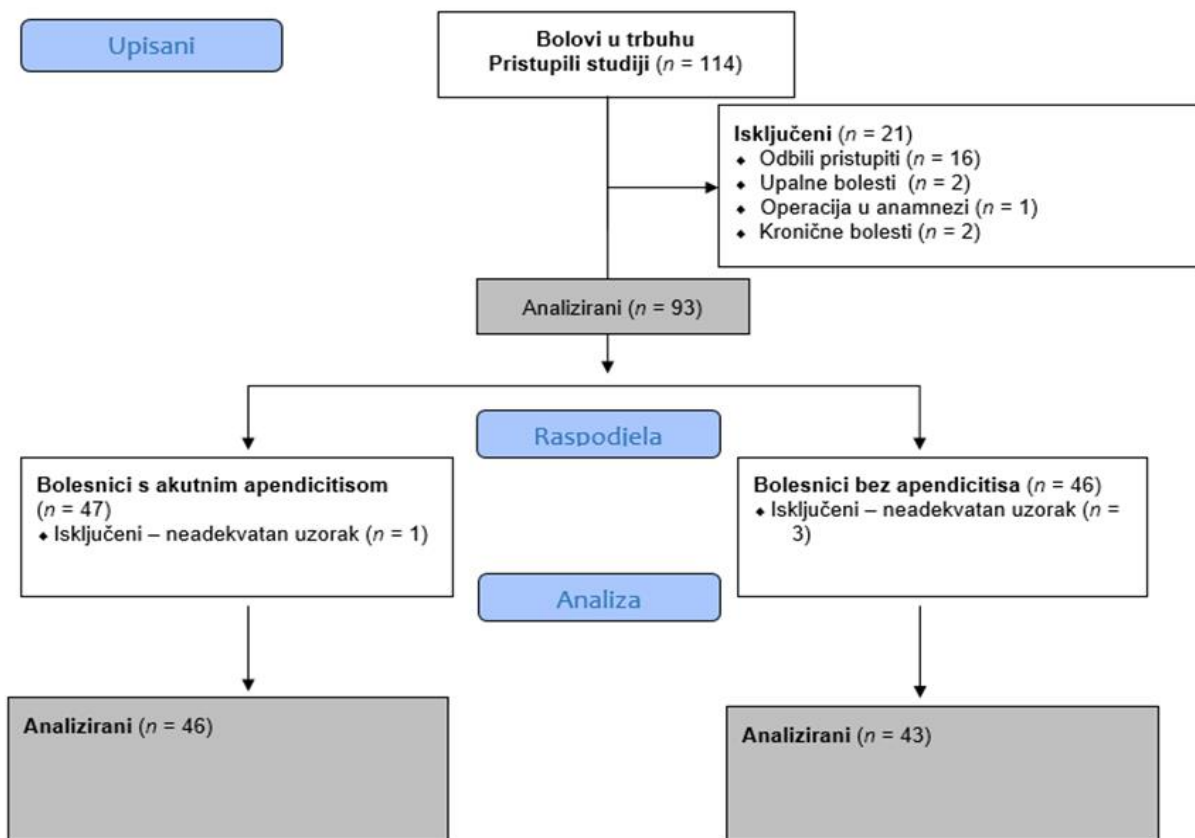 Upisani
Bolovi u trbuhu
Pristupili studiji (n = 114)
Isključeni (n = 21)
♦ Odbili pristupiti (n = 16)
♦ Upalne bolesti (n = 2)
♦ Operacija u anamnezi (n = 1)
♦ Kronične bolesti (n = 2)
Analizirani (n = 93)
Raspodjela
Bolesnici s akutnim apendicitisom
(n = 47)
♦ Isključeni – neadekvatan uzorak (n = 1)
Bolesnici bez apendicitisa (n = 46)
♦ Isključeni – neadekvatan uzorak (n =
3)
Analiza
Analizirani (n = 46)
Analizirani (n = 43)